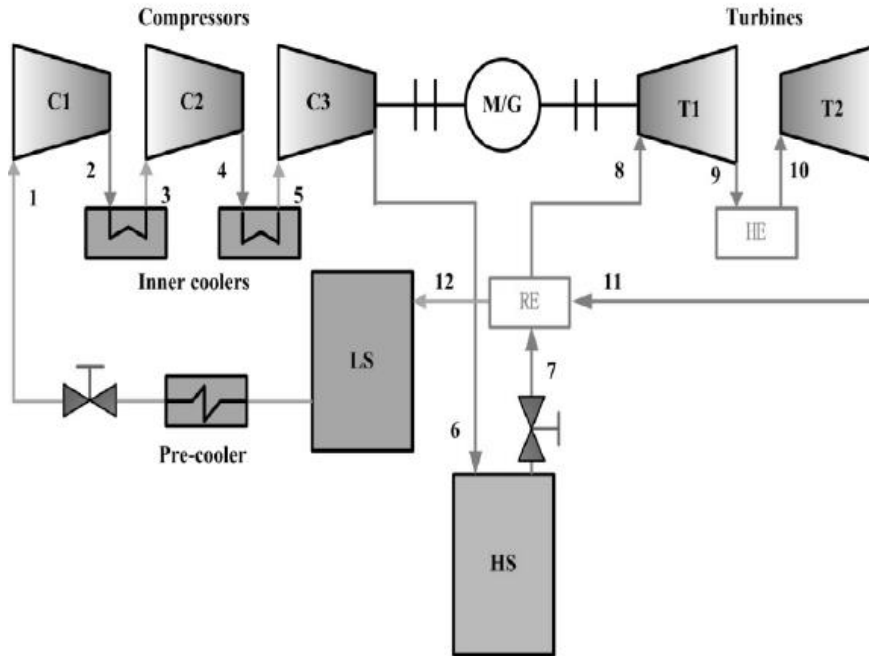 Compressors
Turbines
C1
C2
C3
M/G
T1
T2
1
2
3
4
5
8
9
10
HE
Inner coolers
12
RE
11
LS
7
Pre-cooler
6
HS